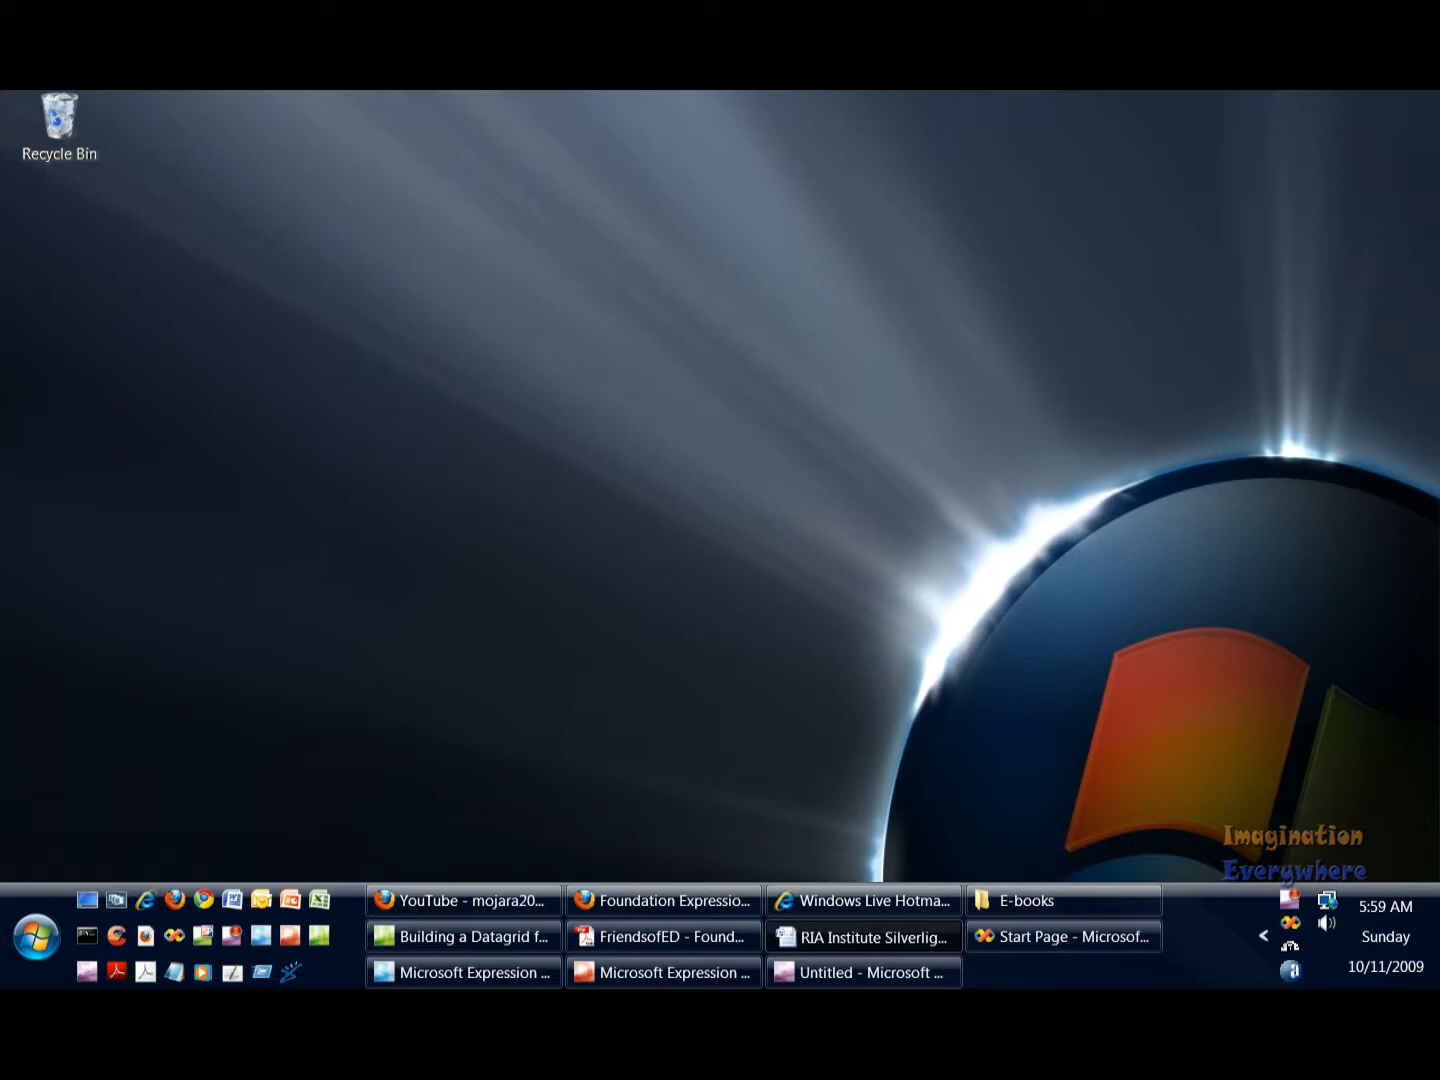 Recycle Bin
Imagination
Everywhere
YouTube - mojara20...
Foundation Expressio...
Windows Live Hotma...
E-books
5:59 AM
Building a Datagrid f...
FriendsofED - Found...
RIA Institute Silverlig...
Start Page - Microsof...
Sunday
Microsoft Expression ...
Microsoft Expression ...
Untitled - Microsoft ...
10/11/2009